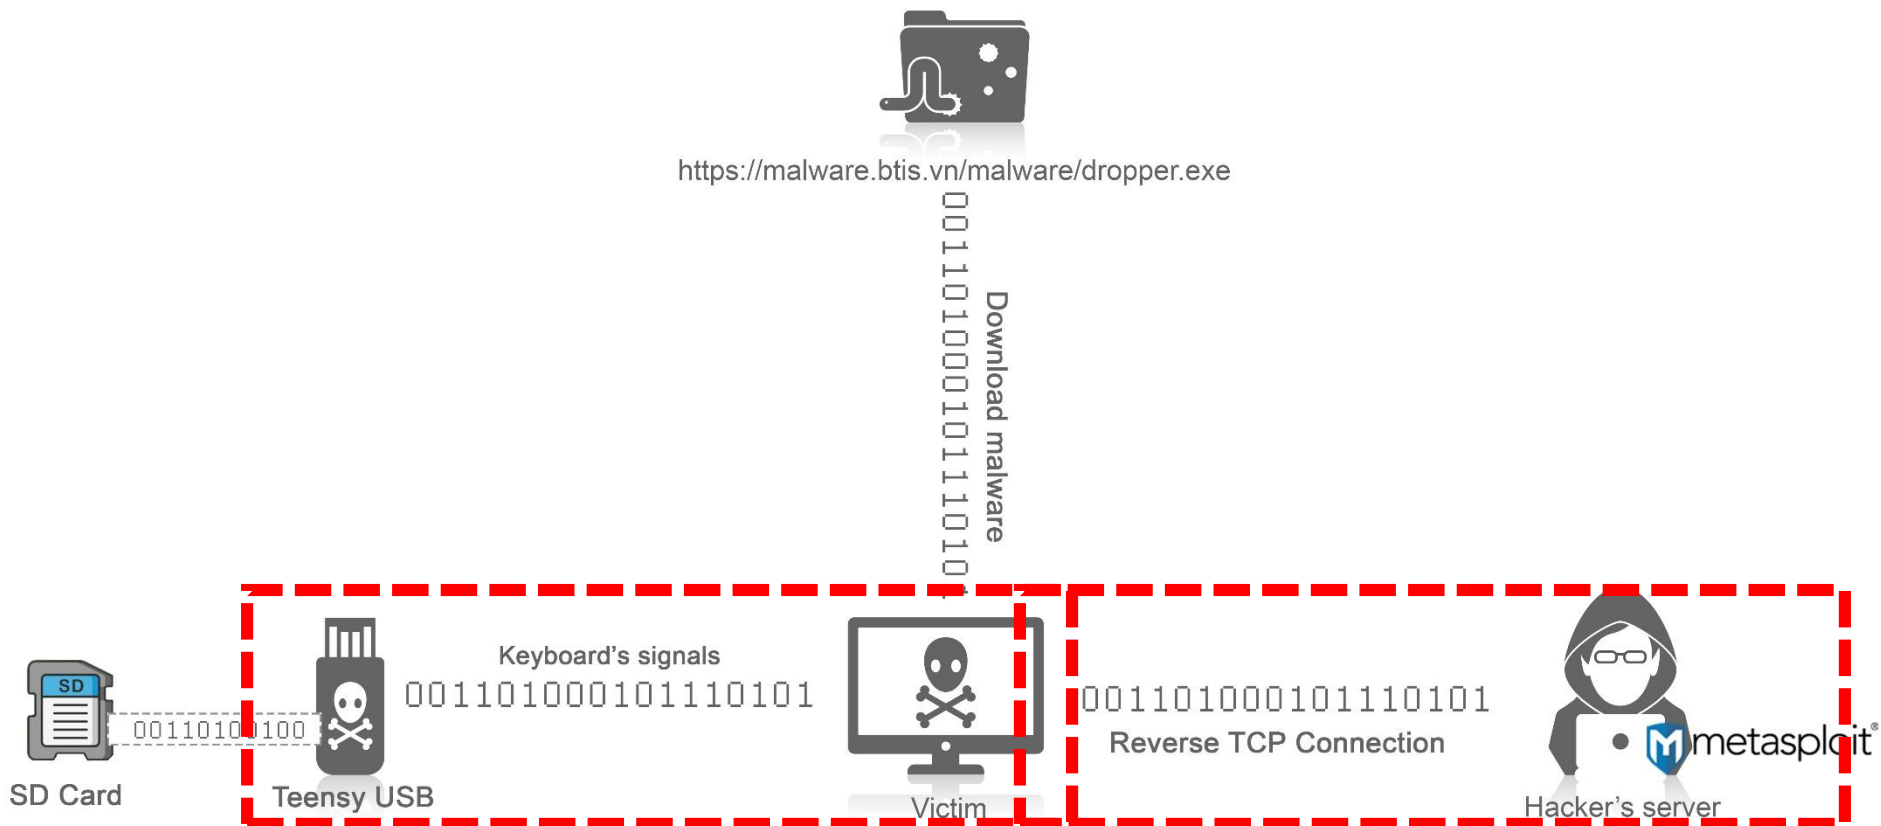 https://malware.btis.vn/malware/dropper.exe
001101000101110101
Download malware
SD
Keyboard's signals
001101000101110101
001101000101110101
00110100100
Reverse TCP Connection
metasploit®
SD Card
Teensy USB
Victim
Hacker's server